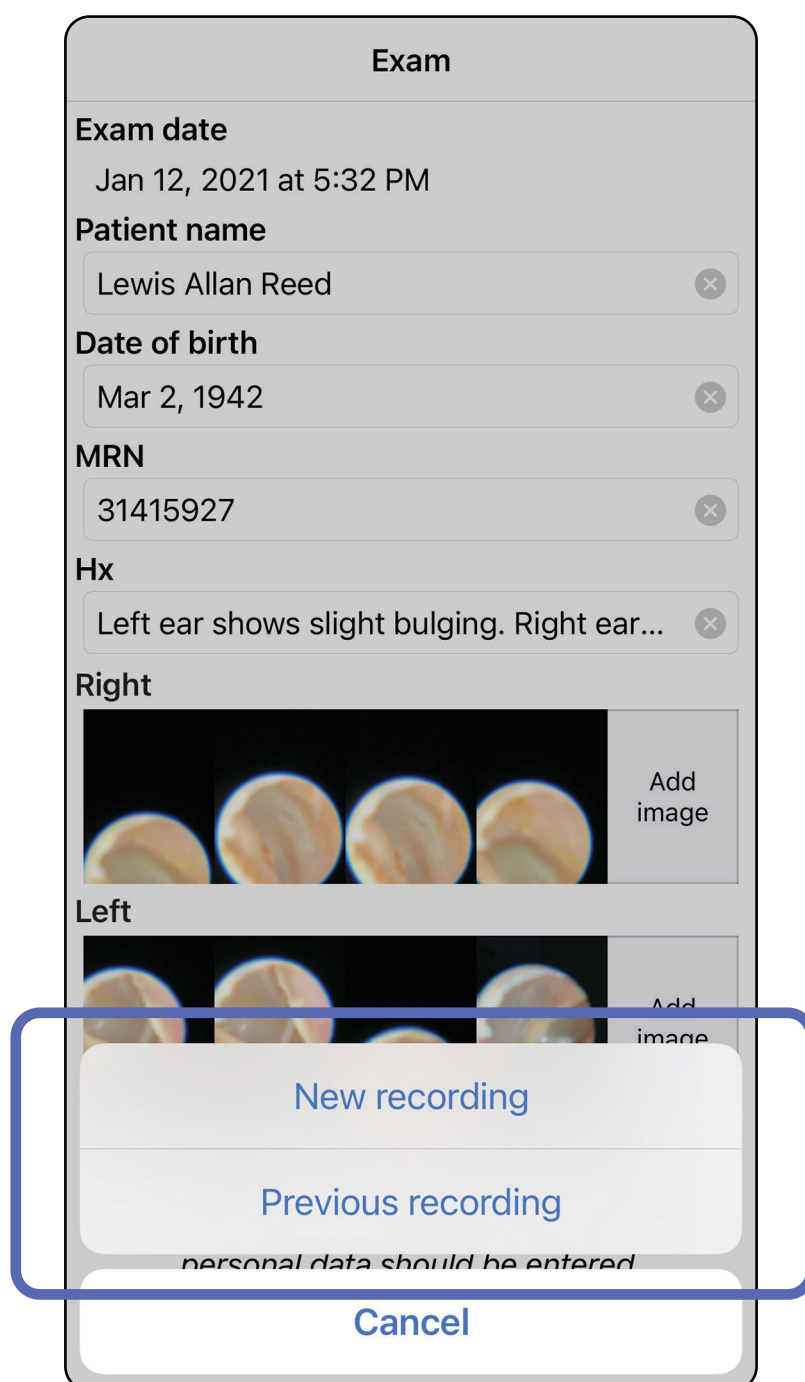 Exam
Exam date
Jan 12, 2021 at 5:32 PM
Patient name
Lewis Allan Reed
Date of birth
Mar 2, 1942
MRN
31415927
Hx
Left ear shows slight bulging. Right ear...
Right
Add
image
Left
Add
image
New recording
Previous recording
personal data should be entered
Cancel